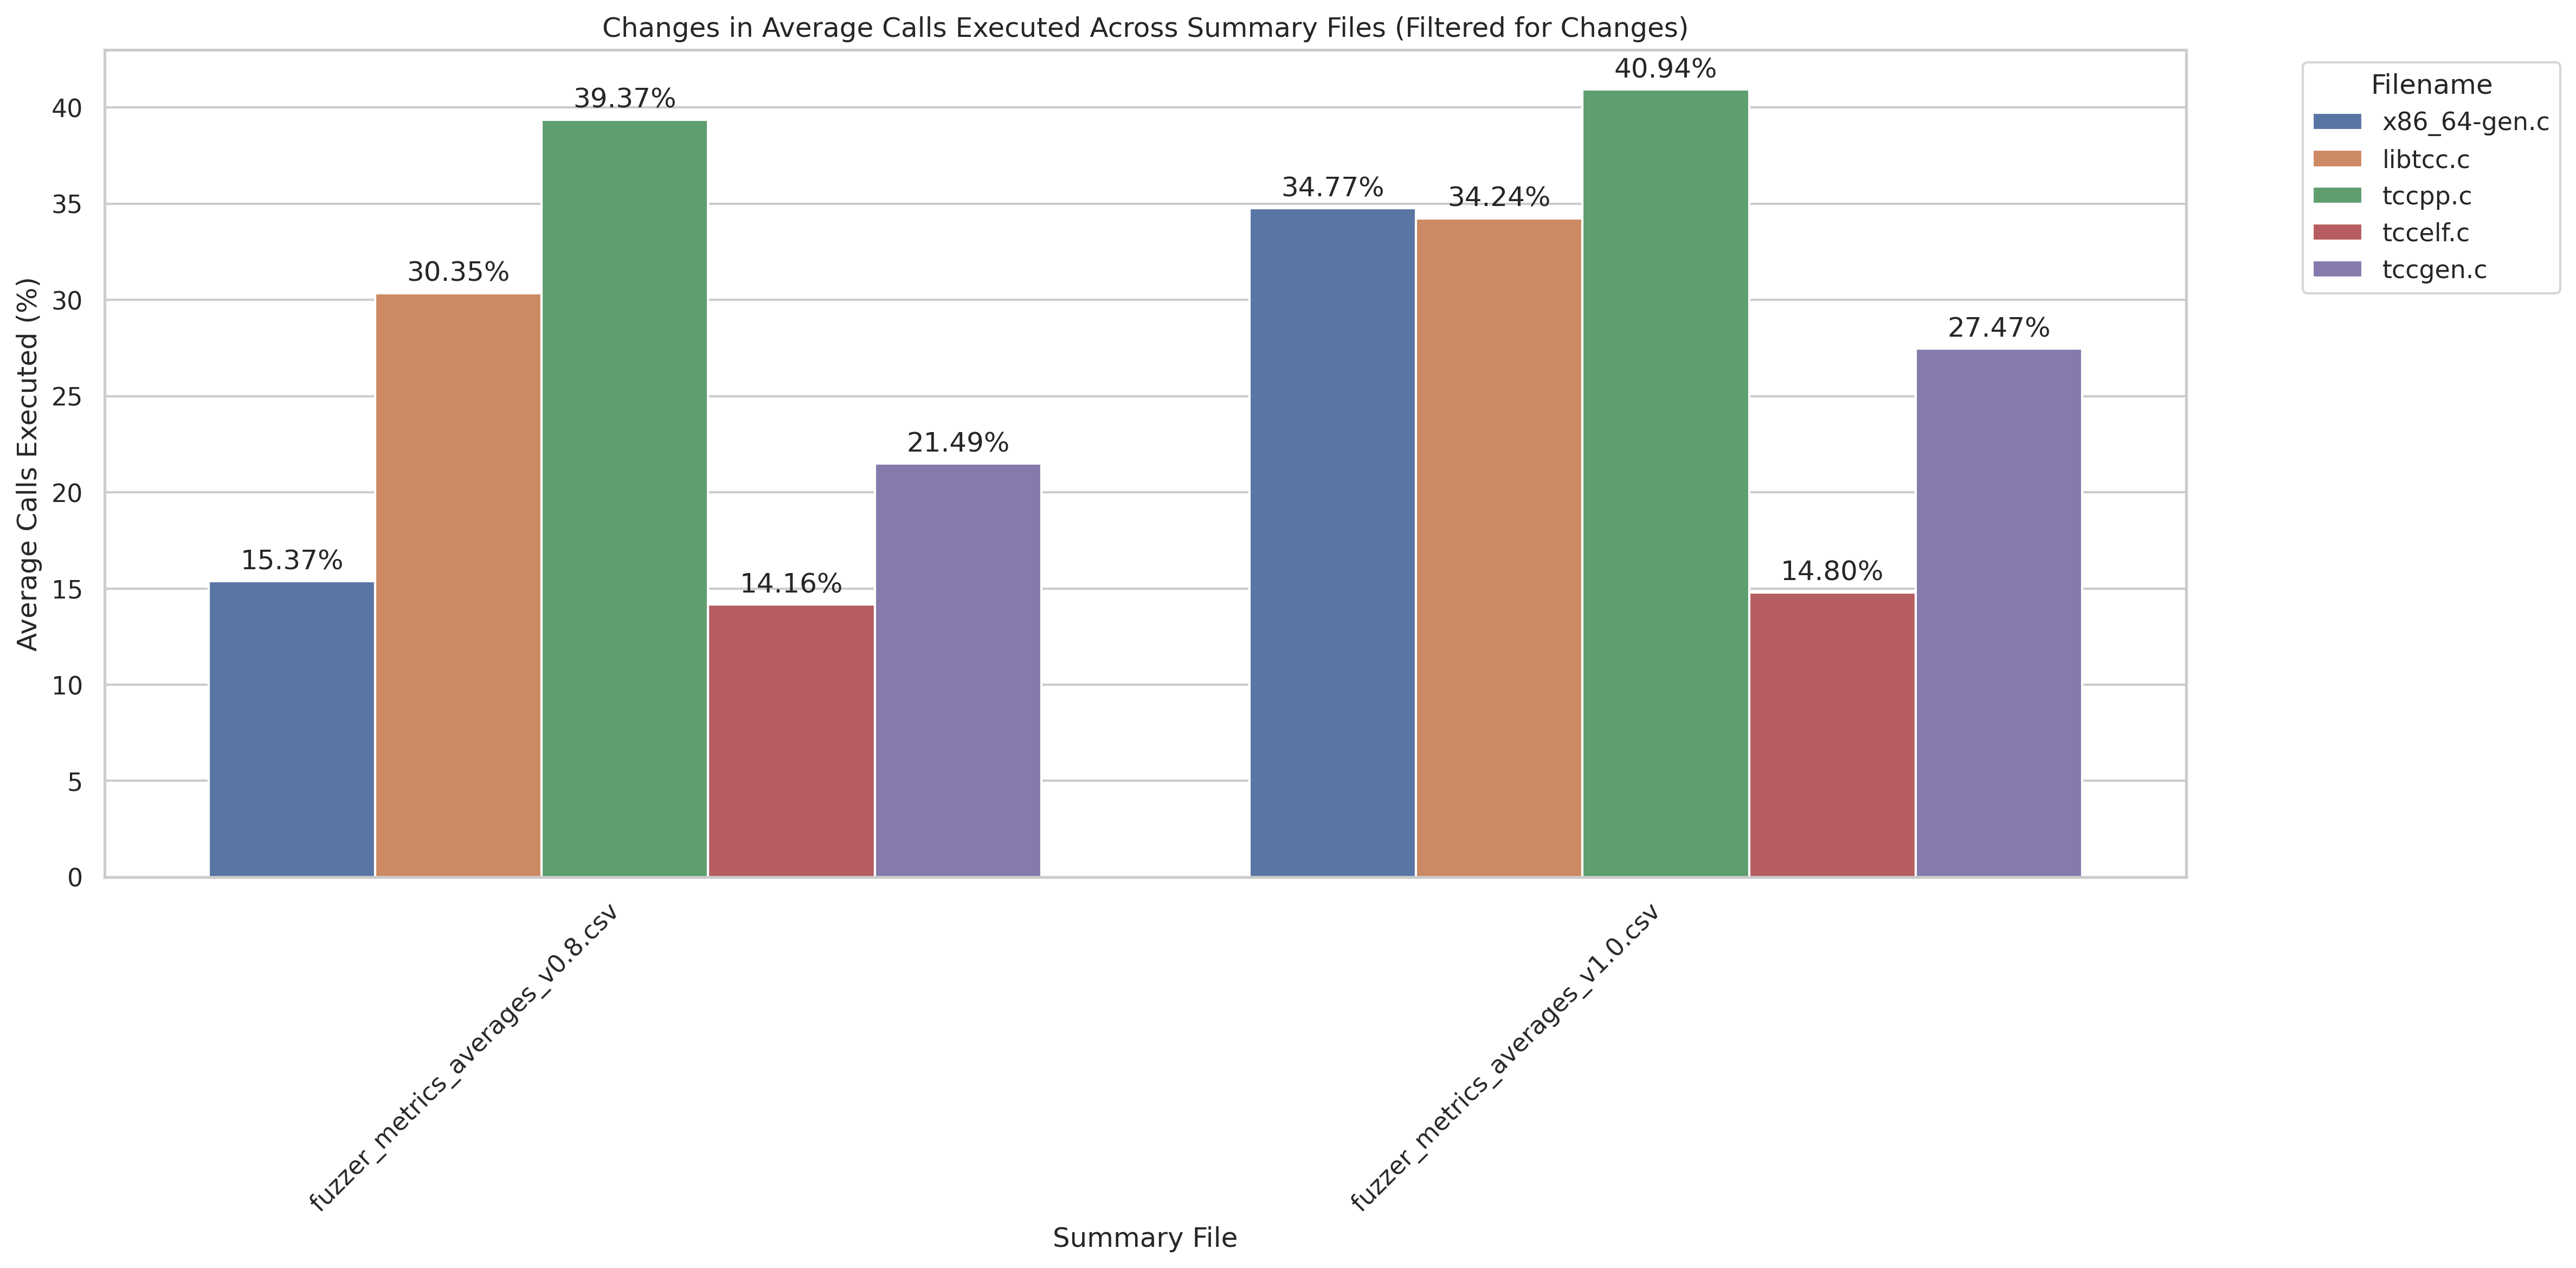 Changes in Average Calls Executed Across Summary Files (Filtered for Changes)
Average Calls Executed (%)
40
35
30
25
20
15
10
5
0
15.37%
30.35%
39.37%
14.16%
21.49%
34.77%
34.24%
40.94%
14.80%
27.47%
fuzzer_metrics_averages_v0.8.csv
fuzzer_metrics_averages_v1.0.csv
Summary File
Filename
x86_64-gen.c
libtcc.c
tccpp.c
tccelf.c
tccgen.c